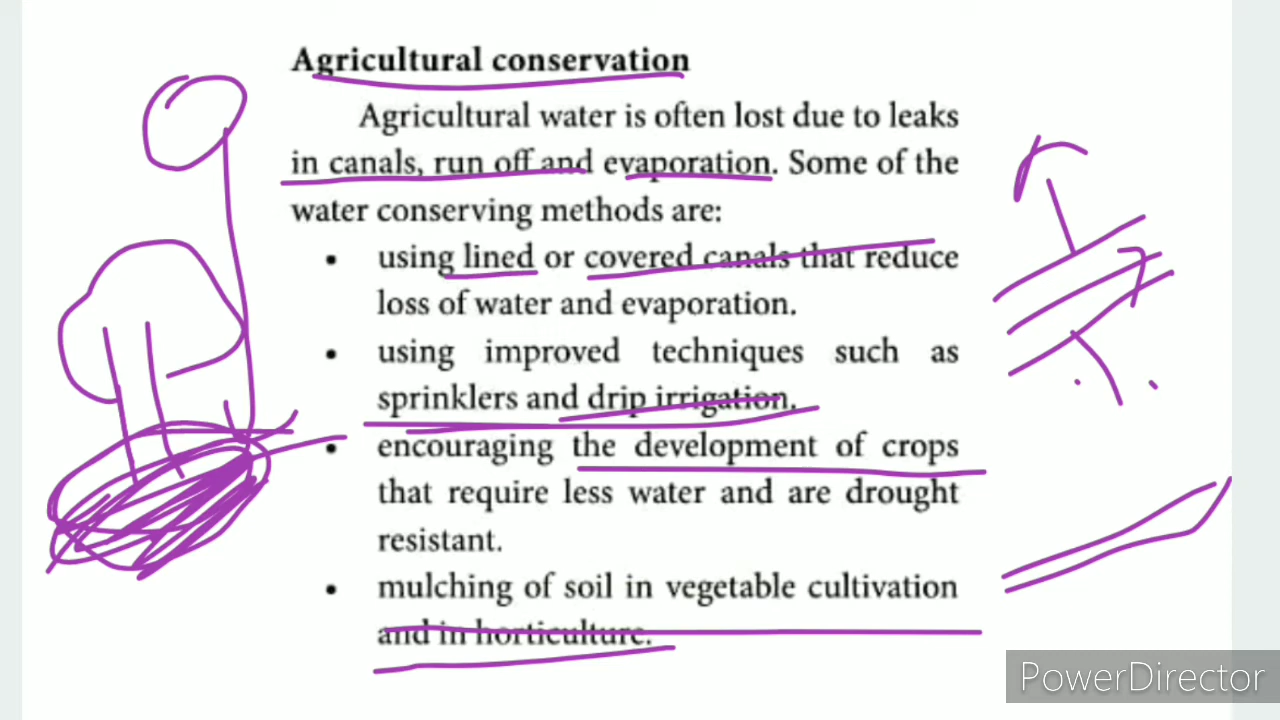 Agricultural conservation
Agricultural water is often lost due to leaks
in canals, run off and evaporation. Some of the
water conserving methods are:
• using lined or covered canals that reduce
loss of water and evaporation.
• using improved techniques such as
sprinklers and drip irrigation.
• encouraging the development of crops
that require less water and are drought
resistant.
• mulching of soil in vegetable cultivation
and in horticulture.
PowerDirector